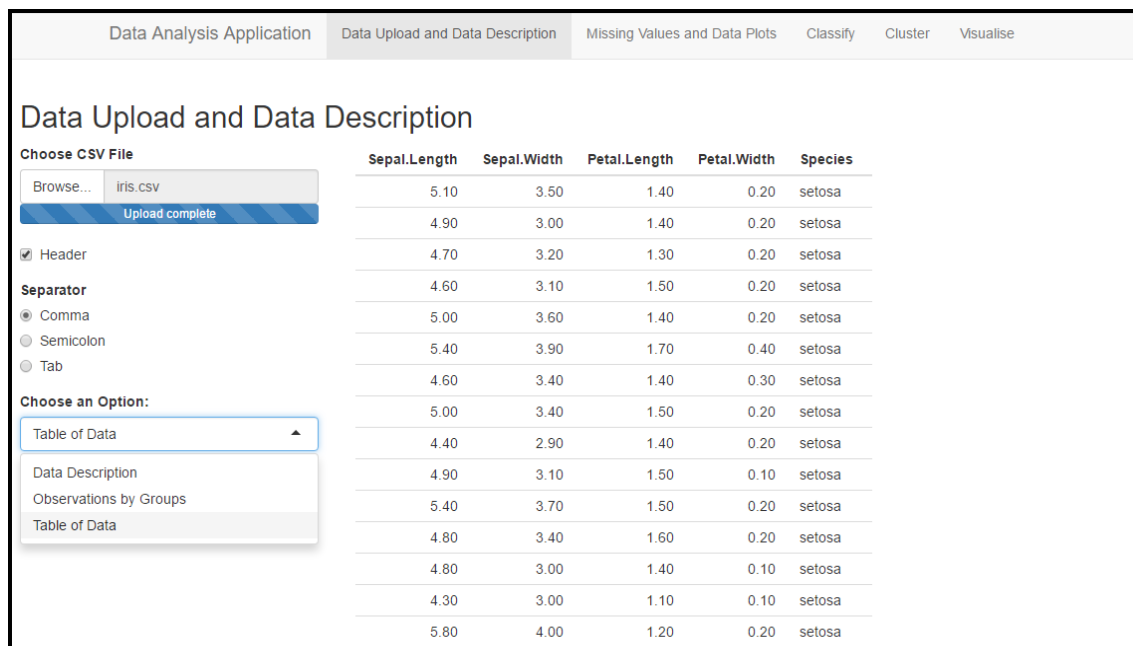 Data Analysis Application Data Upload and Data Description Missing Values and Data Plots Classify Cluster Visualise
Data Upload and Data Description
Choose CSV File
Browse... iris.csv
Upload complete
Header
Separator
Comma
Semicolon
Tab
Choose an Option:
Table of Data
Data Description
Observations by Groups
Table of Data
Sepal.Length Sepal.Width Petal.Length Petal.Width Species
5.10 3.50 1.40 0.20 setosa
4.90 3.00 1.40 0.20 setosa
4.70 3.20 1.30 0.20 setosa
4.60 3.10 1.50 0.20 setosa
5.00 3.60 1.40 0.20 setosa
5.40 3.90 1.70 0.40 setosa
4.60 3.40 1.40 0.30 setosa
5.00 3.40 1.50 0.20 setosa
4.40 2.90 1.40 0.20 setosa
4.90 3.10 1.50 0.10 setosa
5.40 3.70 1.50 0.20 setosa
4.80 3.40 1.60 0.20 setosa
4.80 3.00 1.40 0.10 setosa
4.30 3.00 1.10 0.10 setosa
5.80 4.00 1.20 0.20 setosa